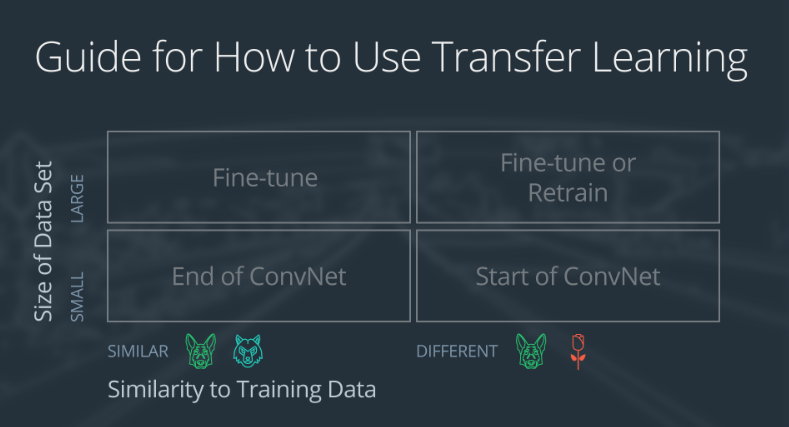 Guide for How to Use Transfer Learning
Size of Data Set
LARGE
SMALL
Fine-tune
Fine-tune or
Retrain
End of ConvNet
Start of ConvNet
SIMILAR
DIFFERENT
Similarity to Training Data